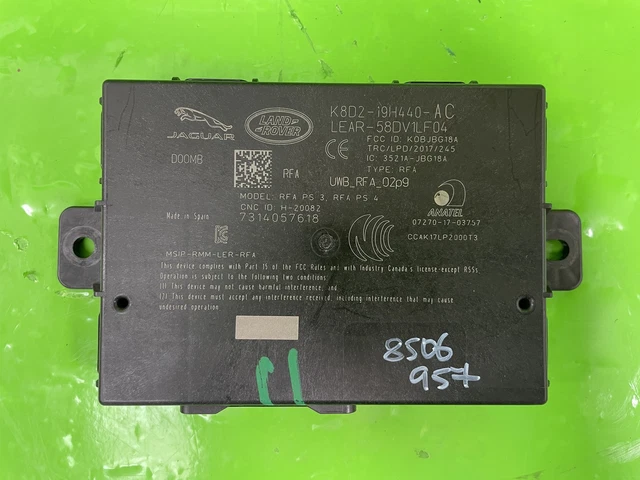 JAGUAR
LAND ROVER
K8D2-19H440-AC
LEAR-58DV1LF04
FCC ID: KOBJBG18A
TRC/LPD/2017/245
IC: 3521A-JBG18A
TYPE: RFA
CE
D00MB
RFA
UWB_RFA_02p9
MODEL: RFA PS 3, RFA PS 4
CNC ID: H-20082
7314057618
Made in Spain
ANATEL
07270-17-03757
CCAK17LP2000T3
MSIP-RMM-LER-RFA
This device complies with Part 15 of the FCC Rules and with Industry Canada's license-except RSSs.
Operation is subject to the following two conditions:
(1) This device may not cause harmful interference, and
(2) This device must accept any interference received, including interference that may cause
undesired operation
8506
957